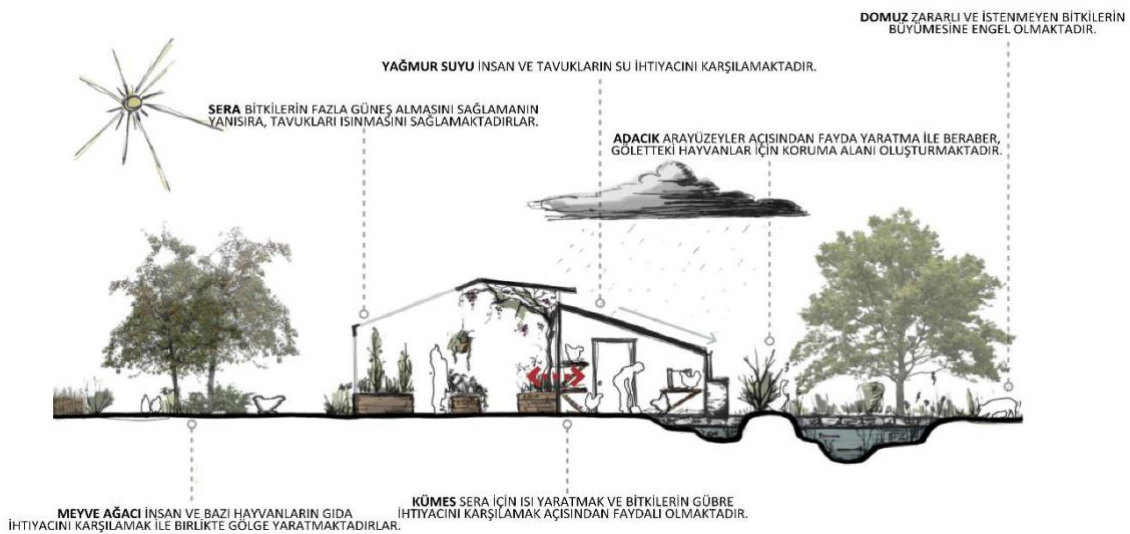 DOMUZ ZARARLI VE İSTENMEYEN BİTKİLERİN
BÜYÜMESİNE ENGEL OLMAKTADIR.
YAĞMUR SUYU İNSAN VE TAVUKLARIN SU İHTİYACINI KARŞILAMAKTADIR.
SERA BİTKİLERİN FAZLA GÜNEŞ ALMASINI SAĞLAMANIN
YANISIRA, TAVUKLARI ISINMASINI SAĞLAMAKTADIRLAR.
ADACIK ARAYÜZEYLER AÇISINDAN FAYDA YARATMA İLE BERABER,
GÖLETTEKİ HAYVANLAR İÇİN KORUMA ALANI OLUŞTURMAKTADIR.
MEYVE AĞACI İNSAN VE BAZI HAYVANLARIN GIDA
İHTİYACINI KARŞILAMAK İLE BİRLİKTE GÖLGE YARATMAKTADIRLAR.
KÜMES SERA İÇİN ISI YARATMAK VE BİTKİLERİN GÜBRE
İHTİYACINI KARŞILAMAK AÇISINDAN FAYDALI OLMAKTADIR.